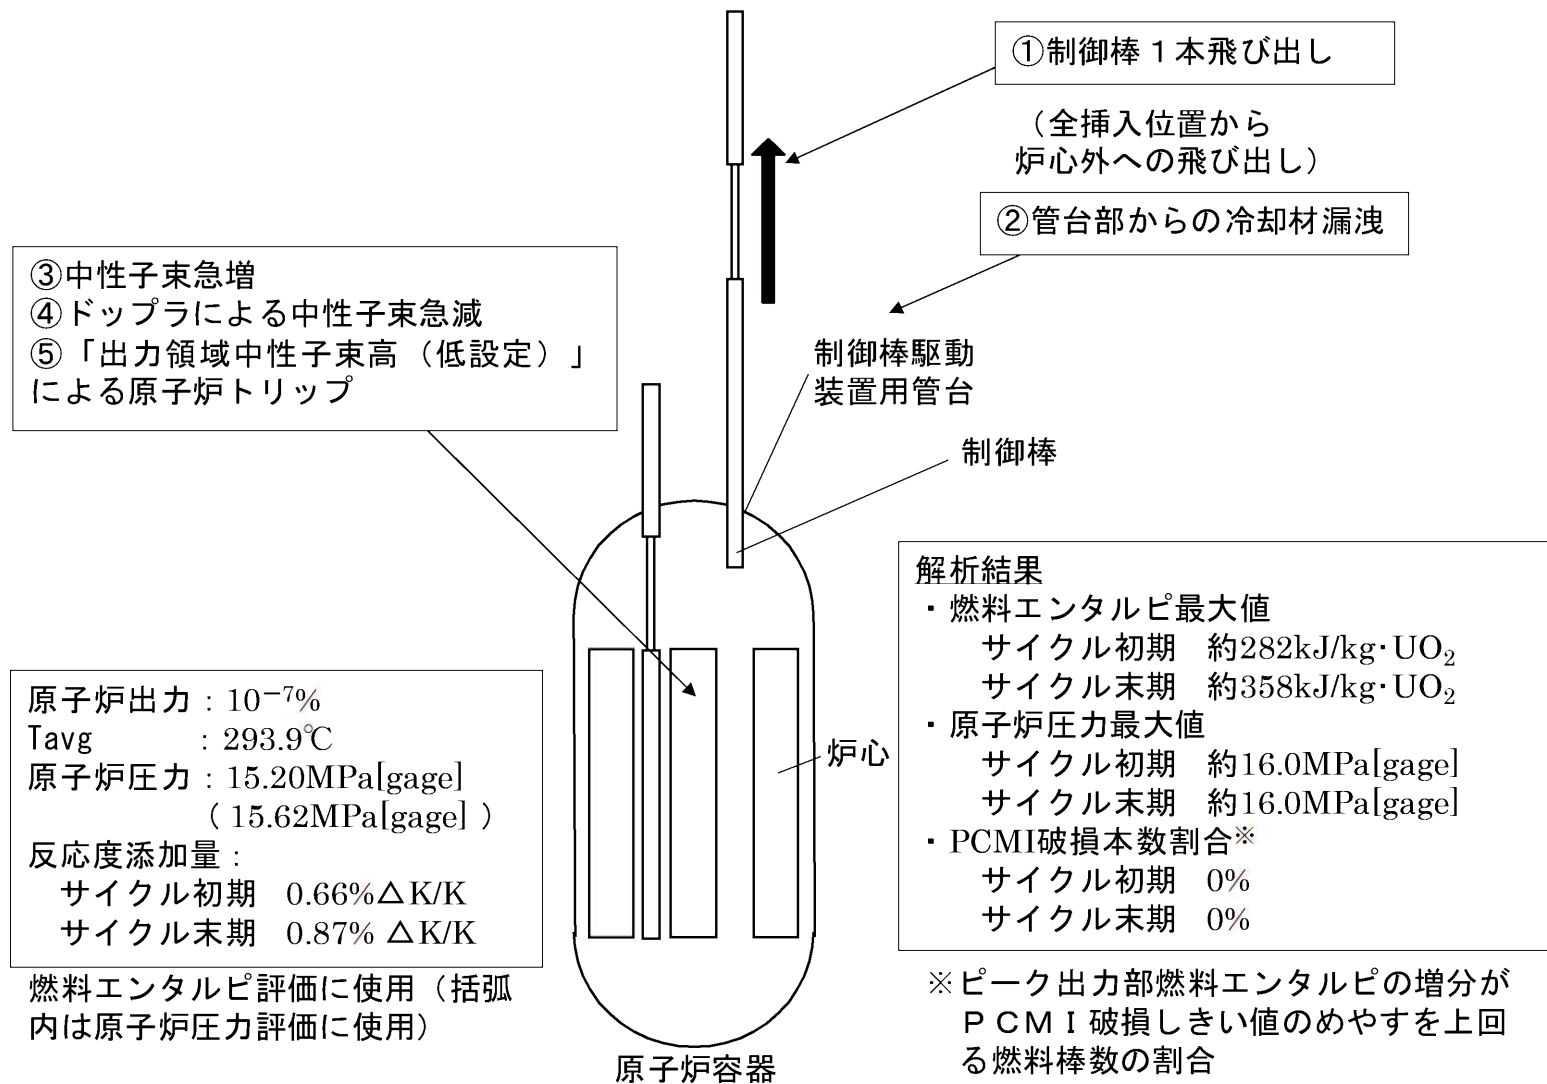 ①制御棒１本飛び出し
（全挿入位置から
炉心外への飛び出し）
②管台部からの冷却材漏洩
③中性子束急増
④ドップラによる中性子束急減
⑤「出力領域中性子束高（低設定）」
による原子炉トリップ
制御棒駆動
装置用管台
制御棒
解析結果
・燃料エンタルピ最大値
サイクル初期　約282kJ/kg･UO₂
サイクル末期　約358kJ/kg･UO₂
・原子炉圧力最大値
サイクル初期　約16.0MPa[gage]
サイクル末期　約16.0MPa[gage]
・PCMI破損本数割合※
サイクル初期　0%
サイクル末期　0%
原子炉出力：10⁻⁷%
Tavg　　　：293.9℃
原子炉圧力：15.20MPa[gage]
（ 15.62MPa[gage] ）
反応度添加量：
サイクル初期　0.66%△K/K
サイクル末期　0.87% △K/K
炉心
燃料エンタルピ評価に使用（括弧
内は原子炉圧力評価に使用）
※ピーク出力部燃料エンタルピの増分が
ＰＣＭＩ破損しきい値のめやすを上回
る燃料棒数の割合
原子炉容器